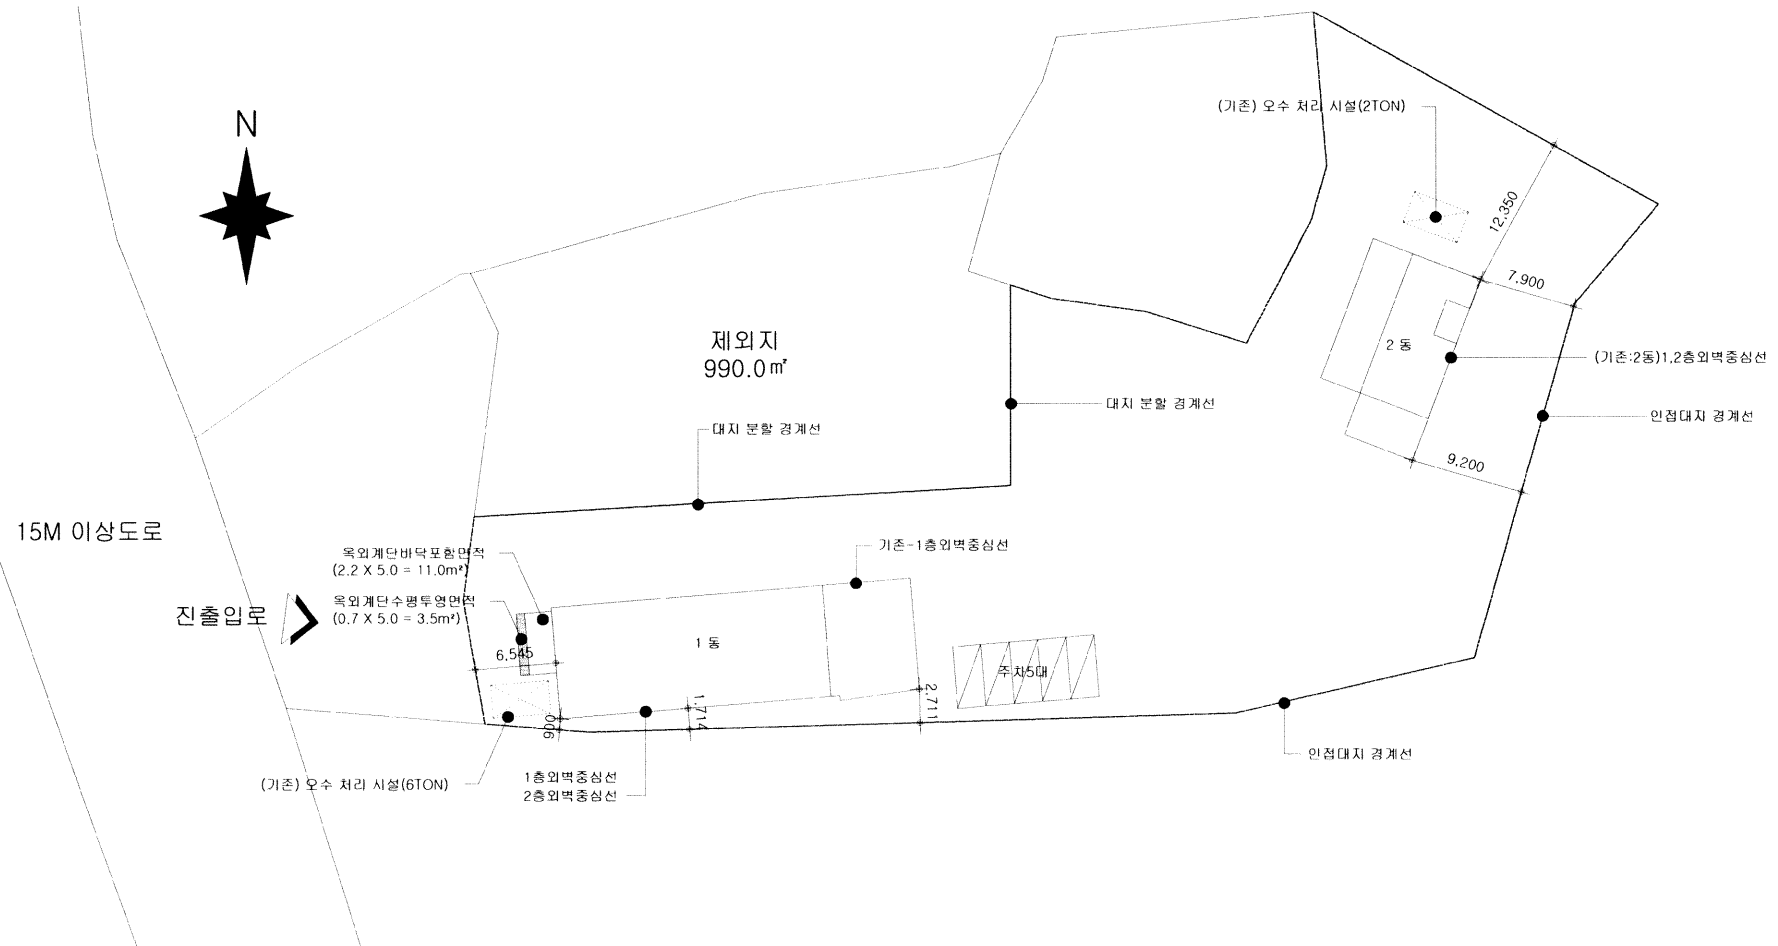 N
(기존) 오수 처리 시설(2TON)
12,350
7,900
제외지
990.0㎡
2 동
(기존:2동)1,2층외벽중심선
대지 분할 경계선
인접대지 경계선
대지 분할 경계선
9,200
15M 이상도로
기존-1층외벽중심선
옥외계단바닥포함면적
(2.2 X 5.0 = 11.0m²)
진출입로
옥외계단수평투영면적
(0.7 X 5.0 = 3.5m²)
1 동
6,545
주차5대
2,711
1,714
900
인접대지 경계선
1층외벽중심선
(기존) 오수 처리 시설(6TON)
2층외벽중심선